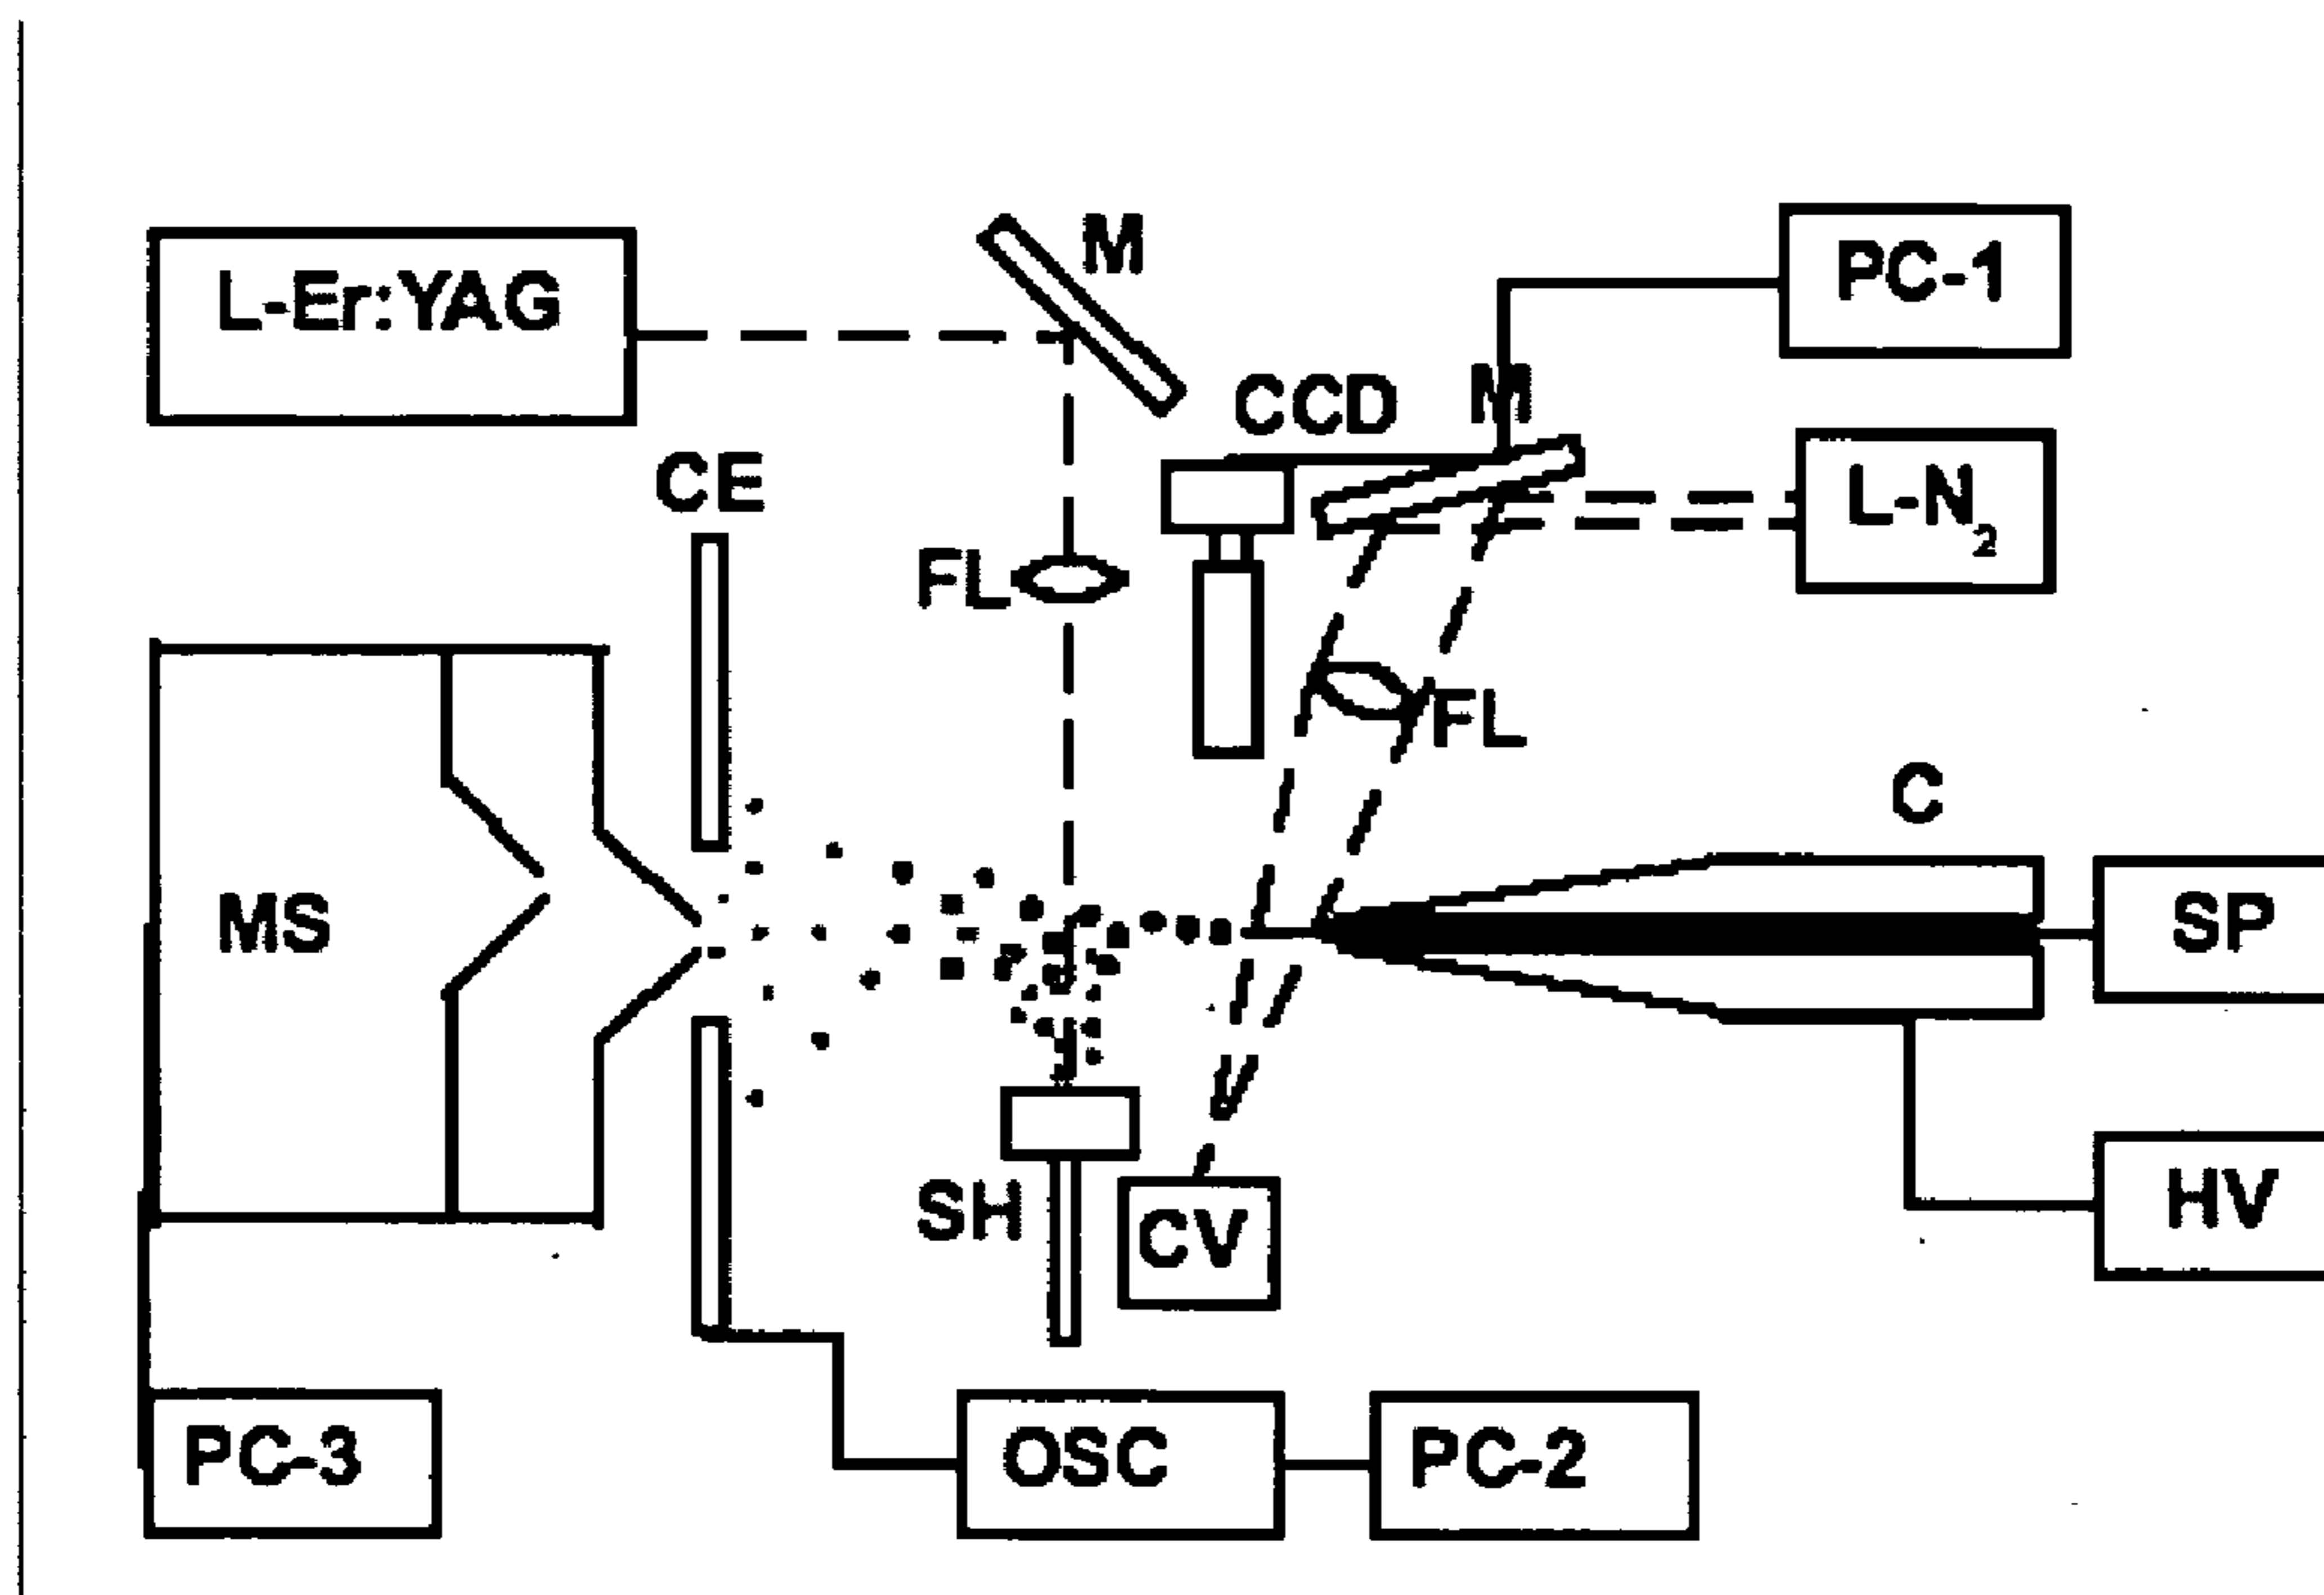 M
PC-1
L-Er:YAG
CCD
M
CE
L-N2
FL
FL
C
MS
SP
SH
CV
HV
PC-3
OSC
PC-2